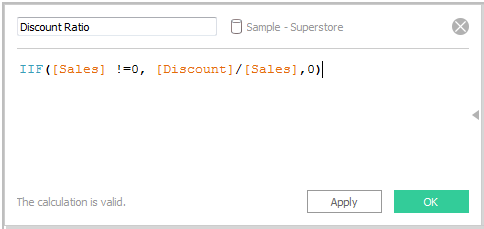 Discount Ratio
Sample - Superstore
IIF([Sales] !=0, [Discount]/[Sales],0)
The calculation is valid.
Apply
OK